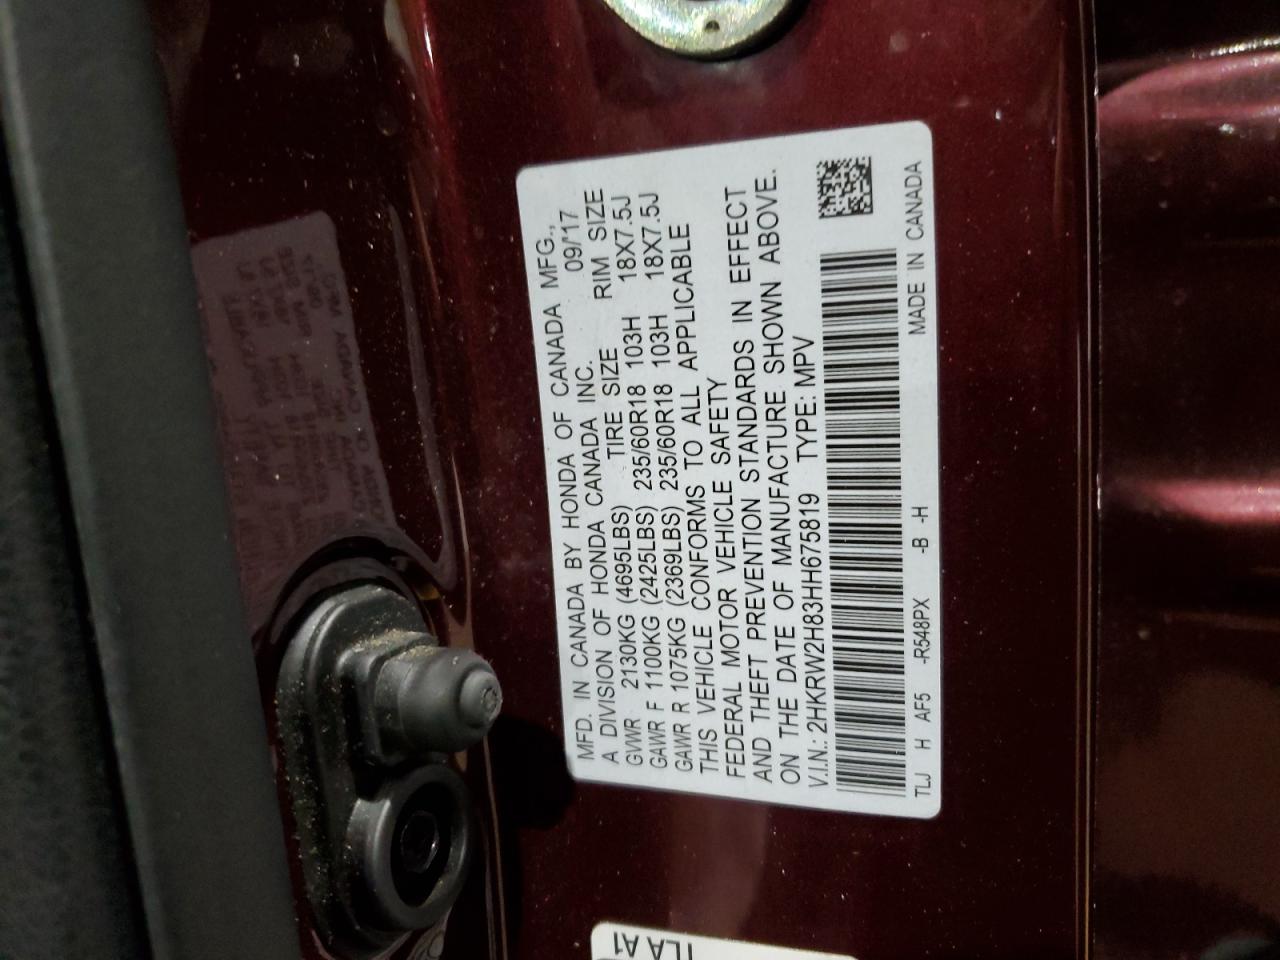 MFD. IN CANADA BY HONDA OF CANADA MFG.,
A DIVISION OF HONDA CANADA INC. 09/17
GVWR 2130KG (4695LBS) TIRE SIZE RIM SIZE
GAWR F 1100KG (2425LBS) 235/60R18 103H 18X7.5J
GAWR R 1075KG (2369LBS) 235/60R18 103H 18X7.5J
THIS VEHICLE CONFORMS TO ALL APPLICABLE
FEDERAL MOTOR VEHICLE SAFETY
AND THEFT PREVENTION STANDARDS IN EFFECT
ON THE DATE OF MANUFACTURE SHOWN ABOVE.
V.I.N.: 2HKRW2H83HH675819 TYPE: MPV
TLJ H AF5 -R548PX -B -H MADE IN CANADA